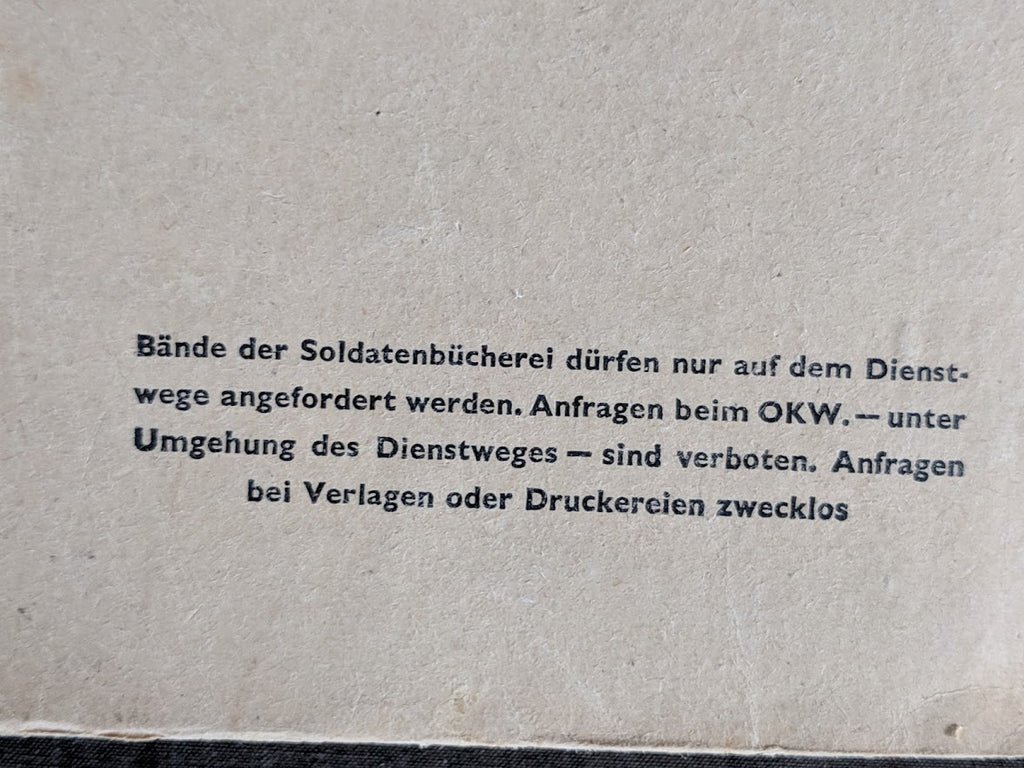 Bände der Soldatenbücherei dürfen nur auf dem Dienst-
wege angefordert werden. Anfragen beim OKW. — unter
Umgehung des Dienstweges — sind verboten. Anfragen
bei Verlagen oder Druckereien zwecklos